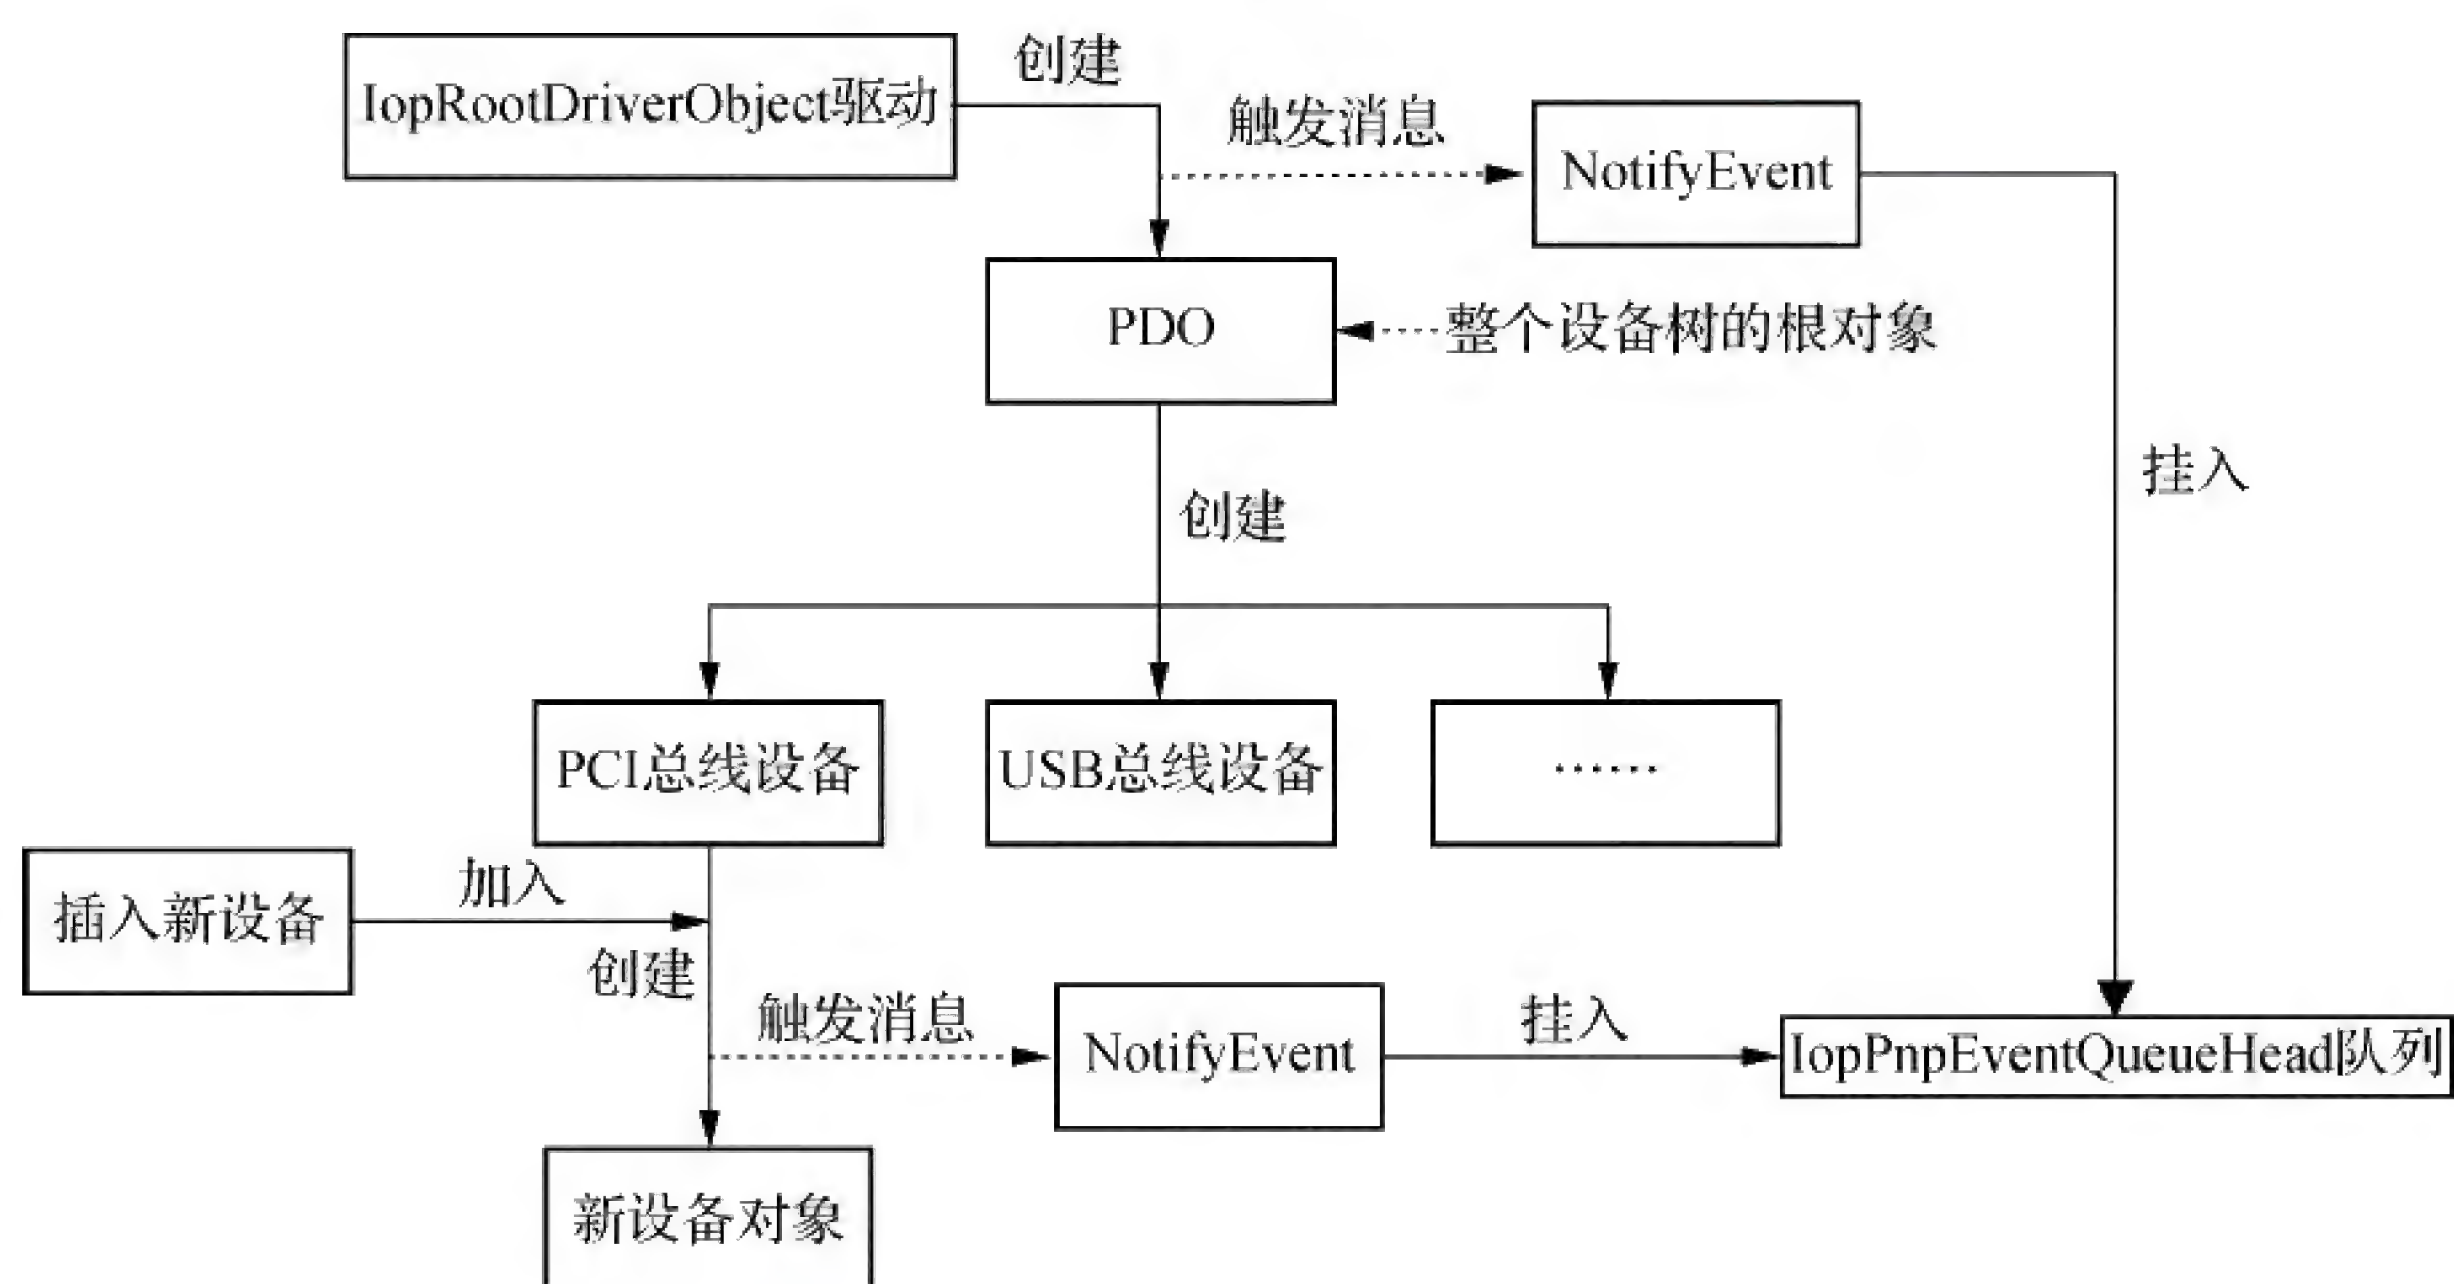 创建
IopRootDriverObject驱动
触发消息
NotifyEvent
PDO
整个设备树的根对象
挂入
创建
PCI总线设备
USB总线设备
……
插入新设备
加入
创建
触发消息
NotifyEvent
挂入
IopPnpEventQueueHead队列
新设备对象